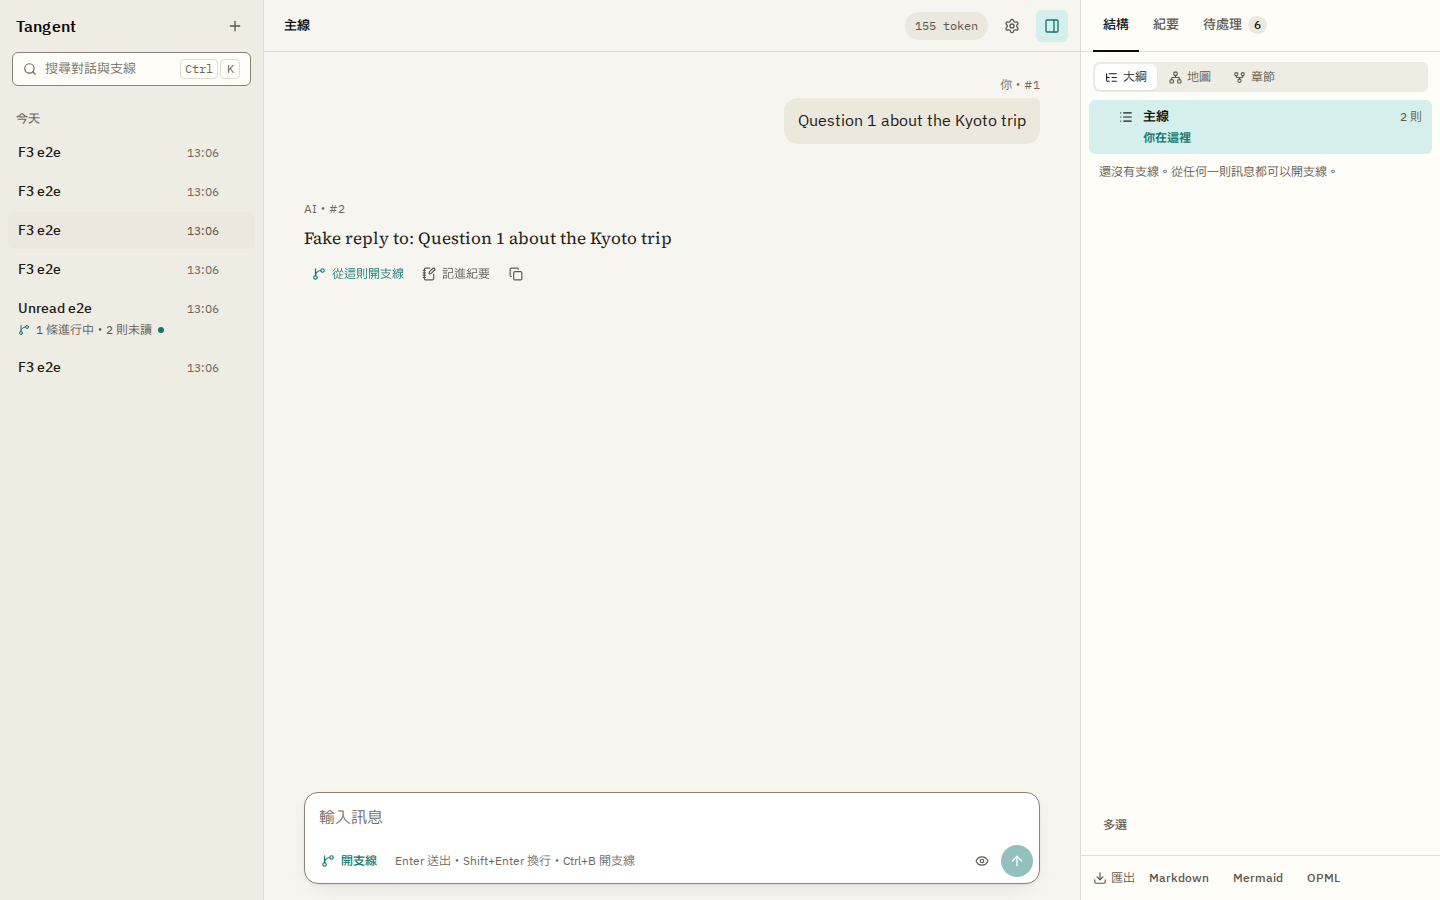 Tangent
搜尋對話與支線 Ctrl K
今天
F3 e2e 13:06
F3 e2e 13:06
F3 e2e 13:06
F3 e2e 13:06
Unread e2e 13:06
1 條進行中・2 則未讀
F3 e2e 13:06
主線 155 token
你・#1
Question 1 about the Kyoto trip
AI・#2
Fake reply to: Question 1 about the Kyoto trip
從這則開支線 記進紀要
輸入訊息
開支線 Enter 送出・Shift+Enter 換行・Ctrl+B 開支線
結構 紀要 待處理 6
大綱 地圖 章節
主線 2 則
你在這裡
還沒有支線。從任何一則訊息都可以開支線。
多選
匯出 Markdown Mermaid OPML